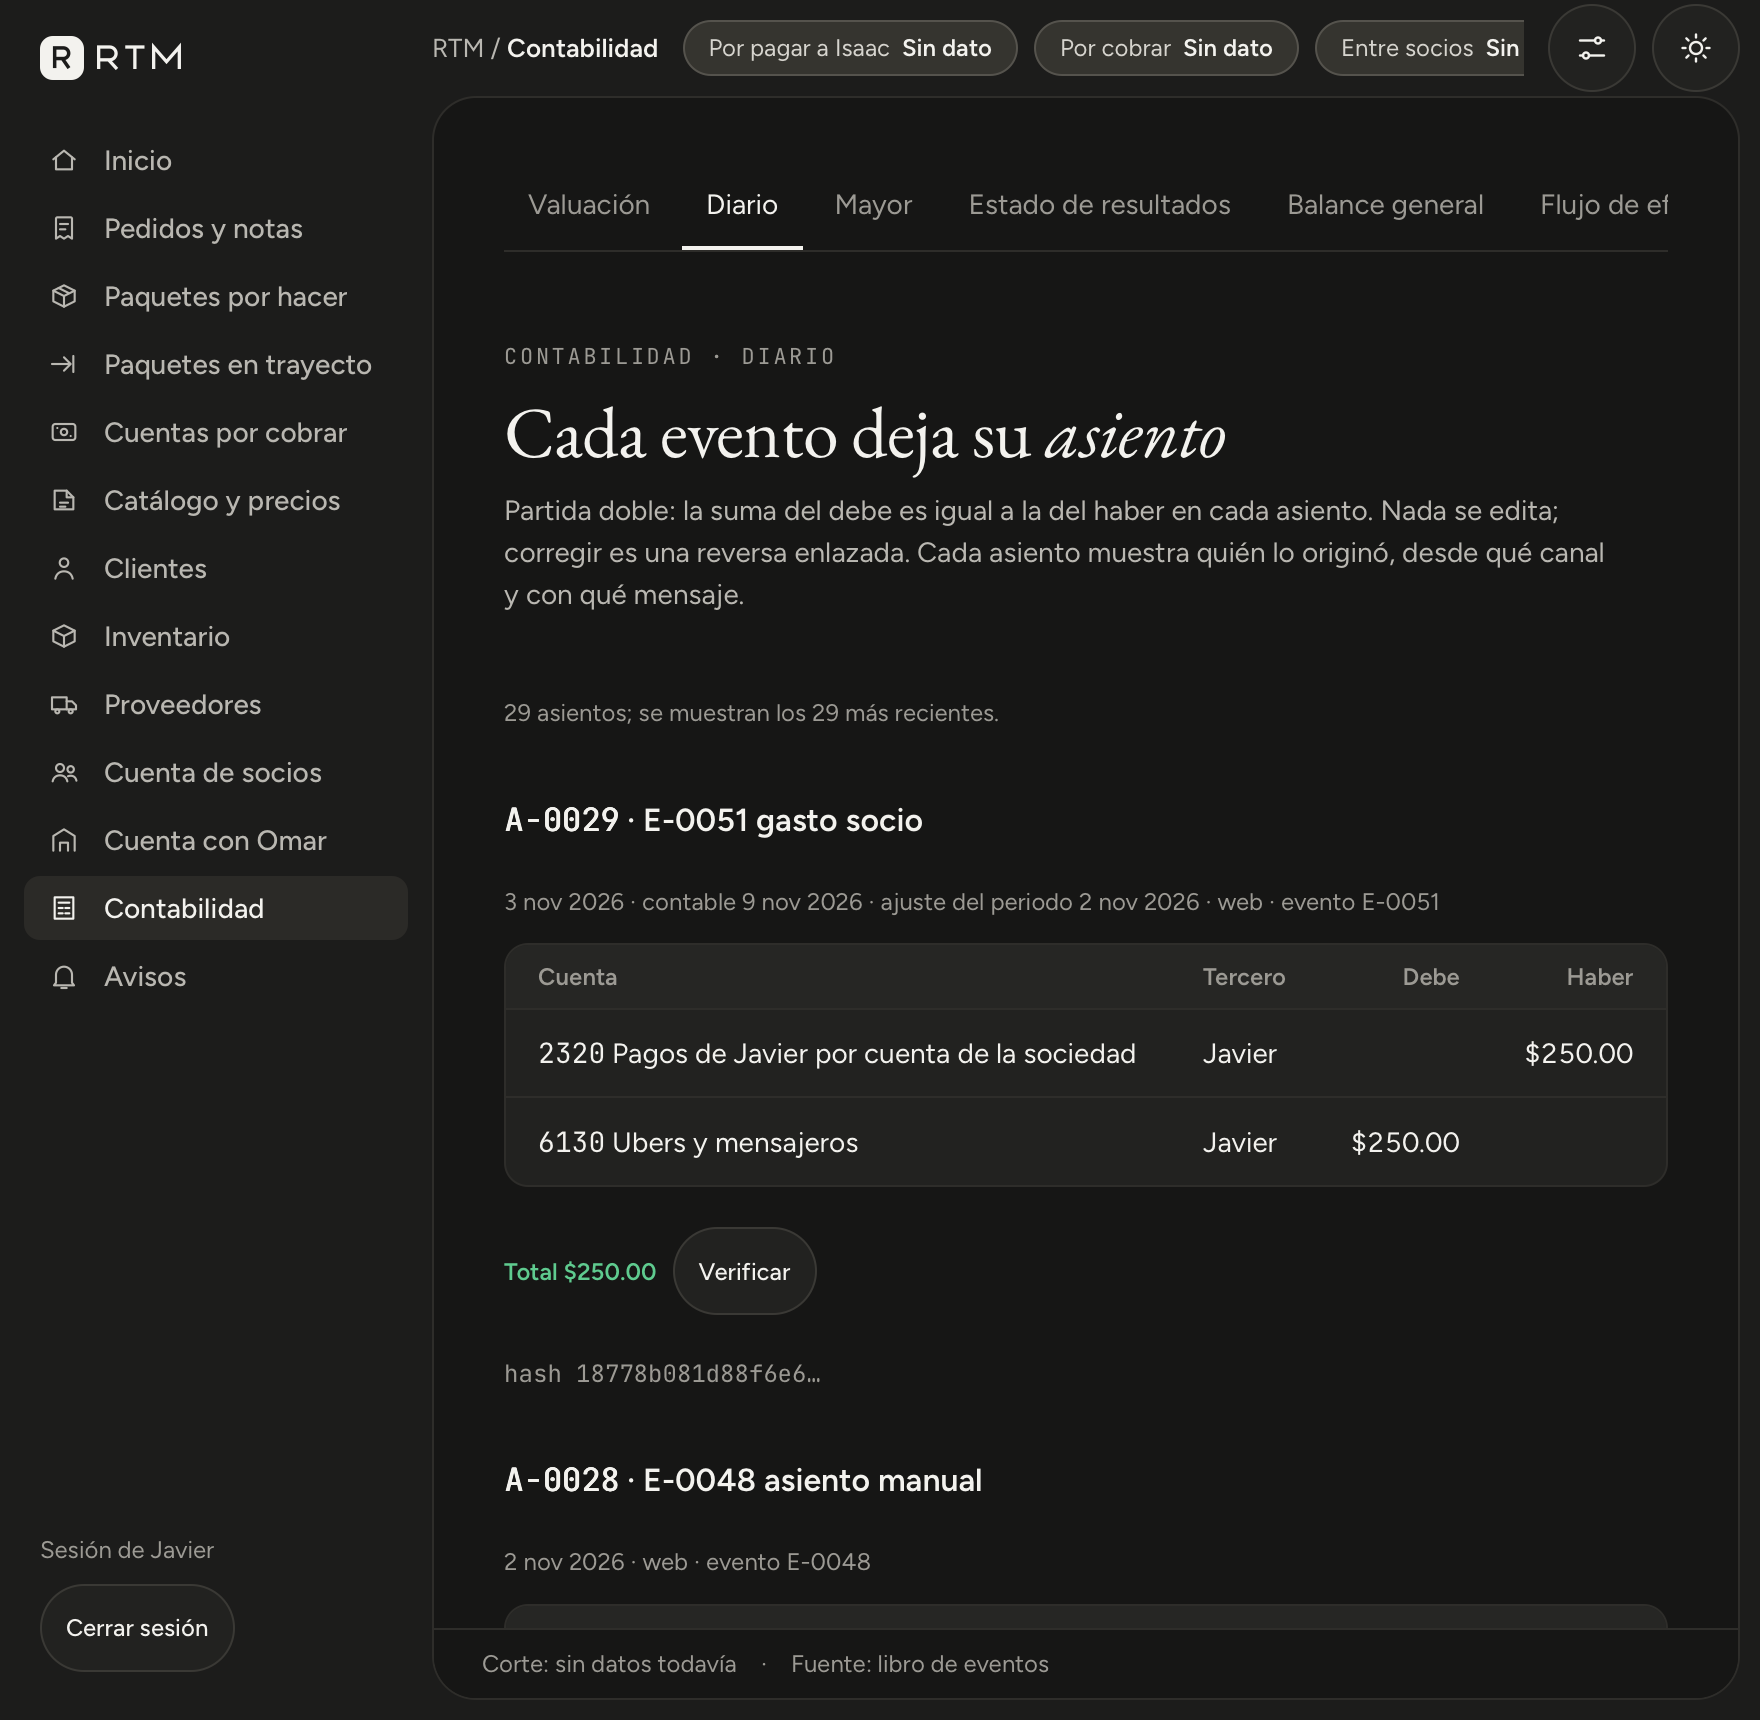 R RTM
Inicio
Pedidos y notas
Paquetes por hacer
Paquetes en trayecto
Cuentas por cobrar
Catálogo y precios
Clientes
Inventario
Proveedores
Cuenta de socios
Cuenta con Omar
Contabilidad
Avisos
Sesión de Javier
Cerrar sesión
RTM / Contabilidad Por pagar a Isaac Sin dato Por cobrar Sin dato Entre socios Sin
Valuación Diario Mayor Estado de resultados Balance general Flujo de ef
CONTABILIDAD · DIARIO
Cada evento deja su asiento
Partida doble: la suma del debe es igual a la del haber en cada asiento. Nada se edita;
corregir es una reversa enlazada. Cada asiento muestra quién lo originó, desde qué canal
y con qué mensaje.
29 asientos; se muestran los 29 más recientes.
A-0029 · E-0051 gasto socio
3 nov 2026 · contable 9 nov 2026 · ajuste del periodo 2 nov 2026 · web · evento E-0051
Cuenta Tercero Debe Haber
2320 Pagos de Javier por cuenta de la sociedad Javier $250.00
6130 Ubers y mensajeros Javier $250.00
Total $250.00 Verificar
hash 18778b081d88f6e6…
A-0028 · E-0048 asiento manual
2 nov 2026 · web · evento E-0048
Corte: sin datos todavía · Fuente: libro de eventos